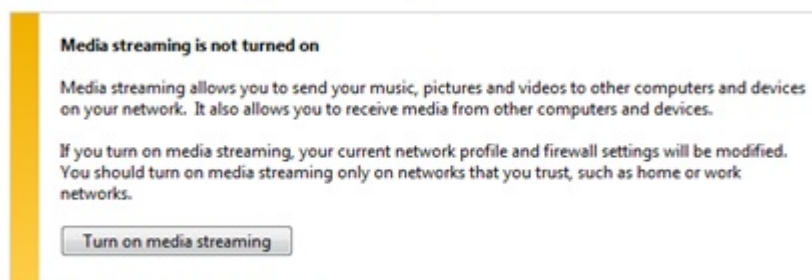 Media streaming is not turned on
Media streaming allows you to send your music, pictures and videos to other computers and devices
on your network.  It also allows you to receive media from other computers and devices.
If you turn on media streaming, your current network profile and firewall settings will be modified.
You should turn on media streaming only on networks that you trust, such as home or work
networks.
Turn on media streaming